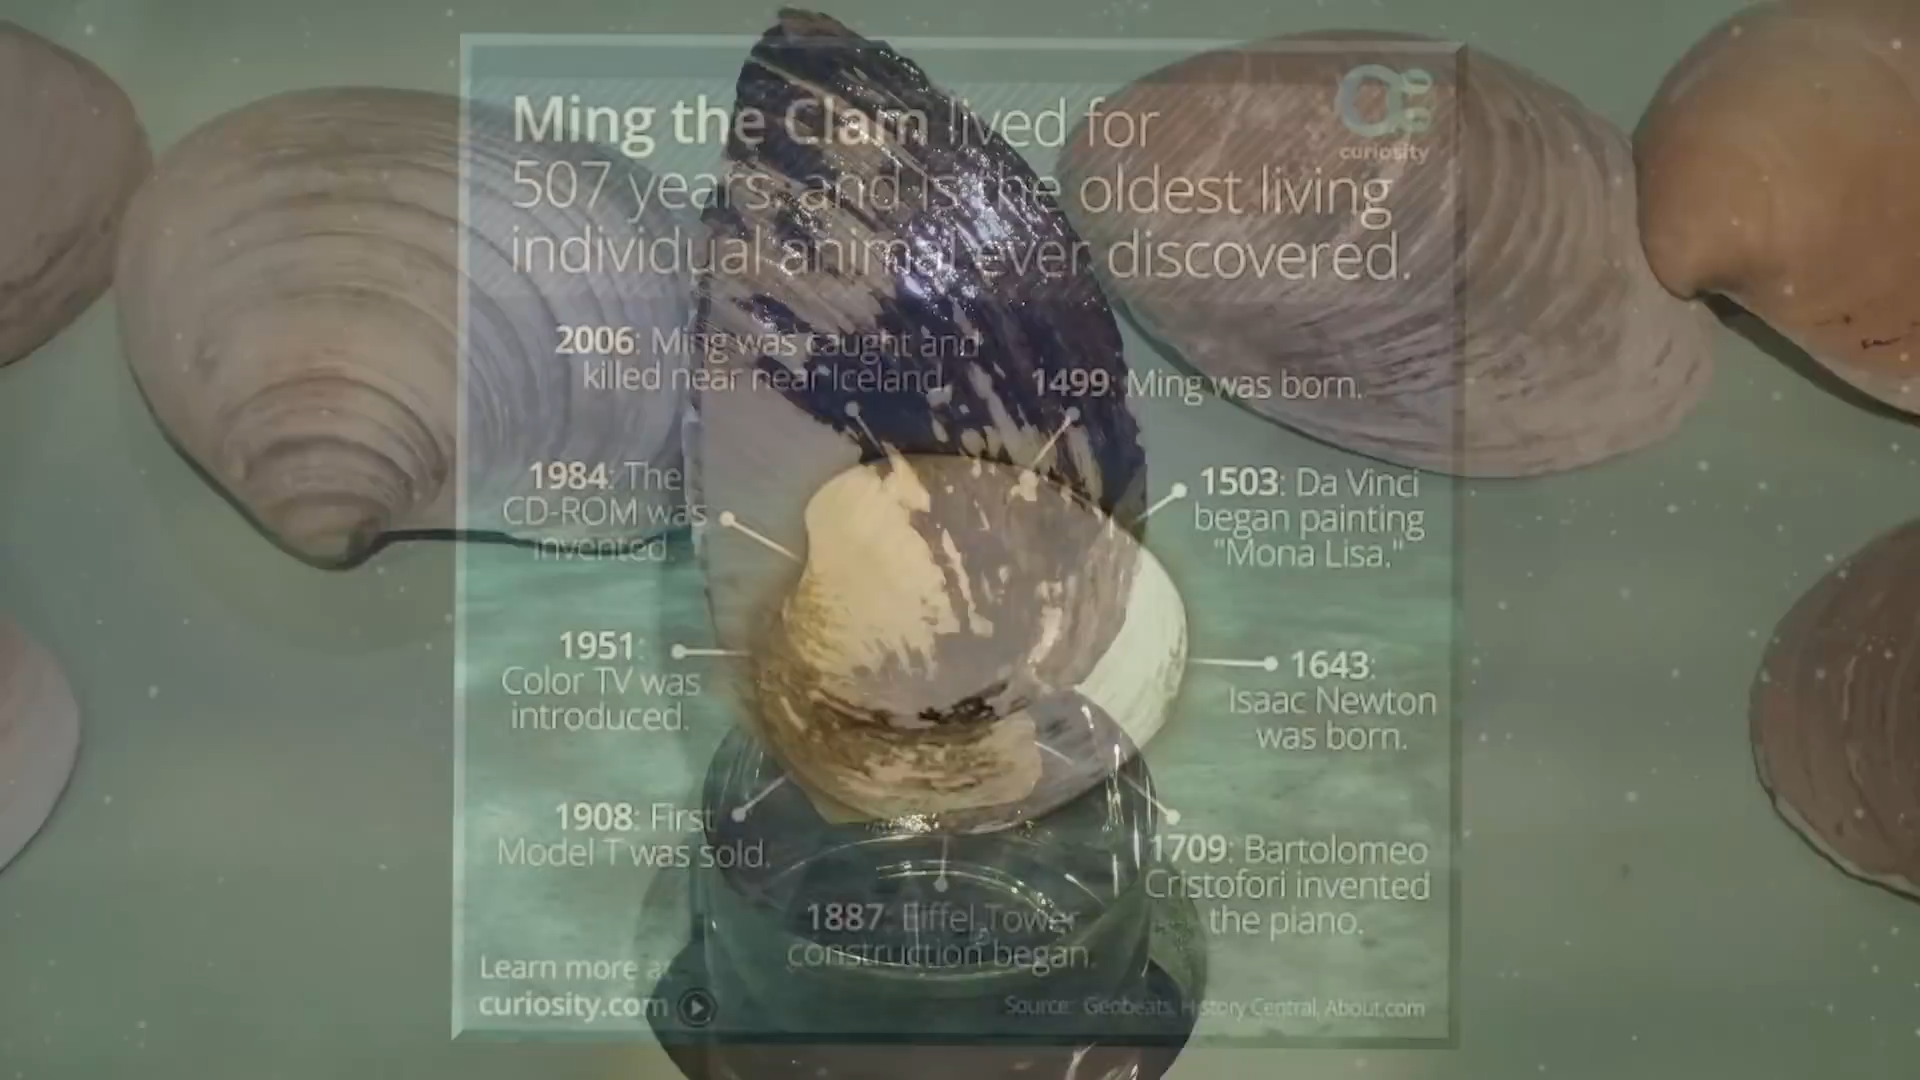 Ming the Clam lived for
507 years, and is the oldest living
individual animal ever discovered.
curiosity
2006: Ming was caught and
killed near near Iceland.
1499: Ming was born.
1984: The
CD-ROM was
invented.
1503: Da Vinci
began painting
"Mona Lisa."
1951:
Color TV was
introduced.
1643:
Isaac Newton
was born.
1908: First
Model T was sold.
1709: Bartolomeo
Cristofori invented
the piano.
1887: Eiffel Tower
construction began.
Learn more at
curiosity.com
Source: Geobeats, History Central, About.com